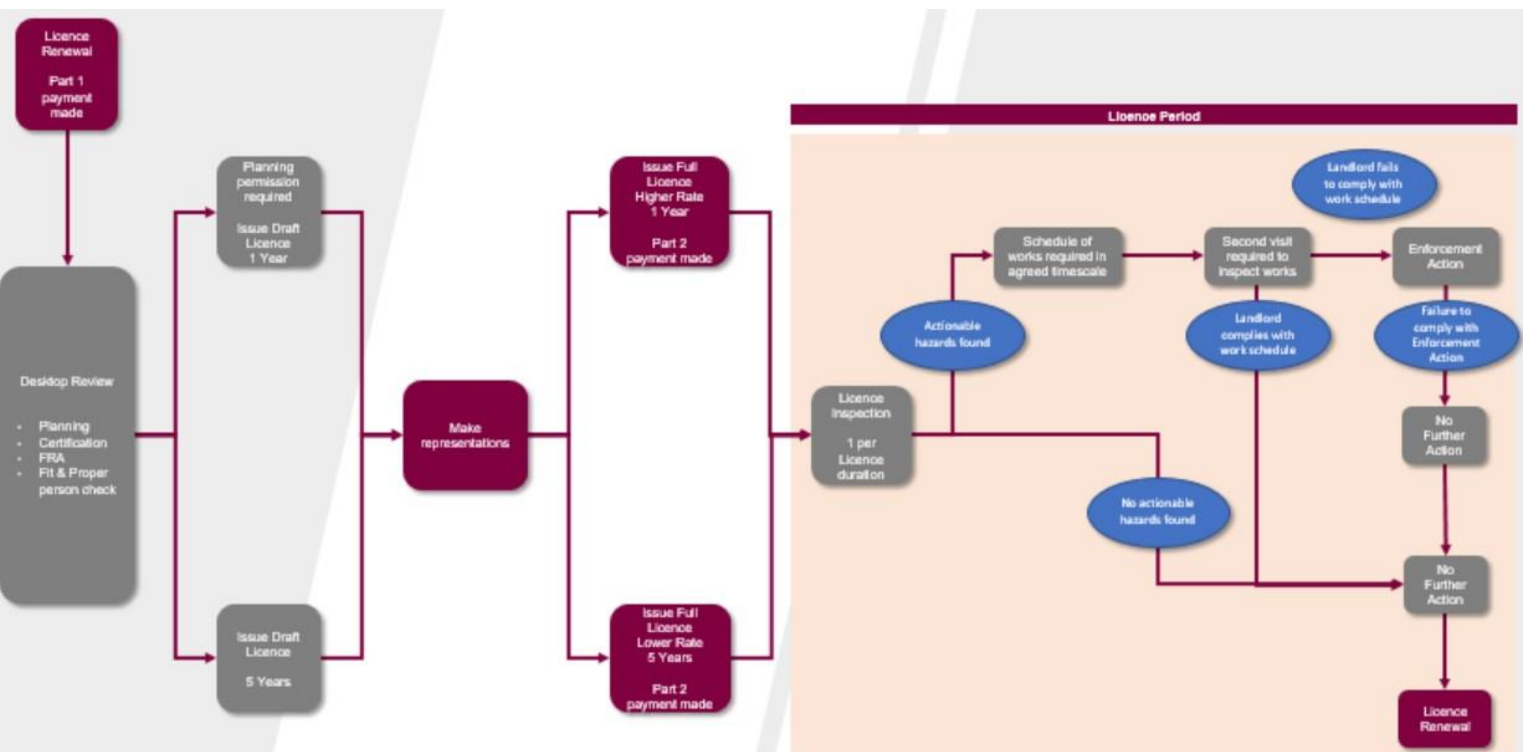 Licence
Renewal
Part 1
payment
made
Desktop Review
• Planning
• Certification
• FRA
• Fit & Proper
person check
Planning
permission
required
Issue Draft
Licence
1 Year
Issue Draft
Licence
5 Years
Make
representations
Issue Full
Licence
Higher Rate
1 Year
Part 2
payment made
Issue Full
Licence
Lower Rate
5 Years
Part 2
payment made
Licence Period
Licence
Inspection
1 per
Licence
duration
Actionable
hazards found
No actionable
hazards found
Schedule of
works required in
agreed timescale
Second visit
required to
inspect works
Landlord
complies with
work schedule
Landlord fails
to comply with
work schedule
Enforcement
Action
Failure to
comply with
Enforcement
Action
No
Further
Action
No
Further
Action
Licence
Renewal